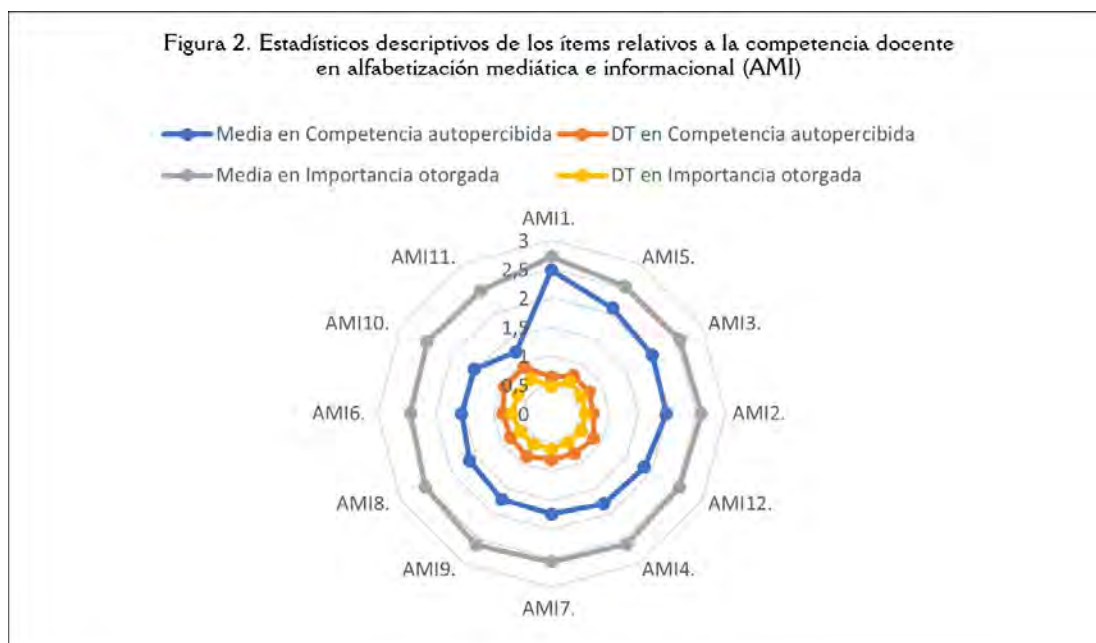 Figura 2. Estadísticos descriptivos de los ítems relativos a la competencia docente
en alfabetización mediática e informacional (AMI)
Media en Competencia autopercibida
DT en Competencia autopercibida
Media en Importancia otorgada
DT en Importancia otorgada
AMI1.
3
AMI11.
2,5
AMI5.
2
AMI10.
1,5
AMI3.
1
0,5
AMI6.
0
AMI2.
AMI8.
AMI12.
AMI9.
AMI4.
AMI7.